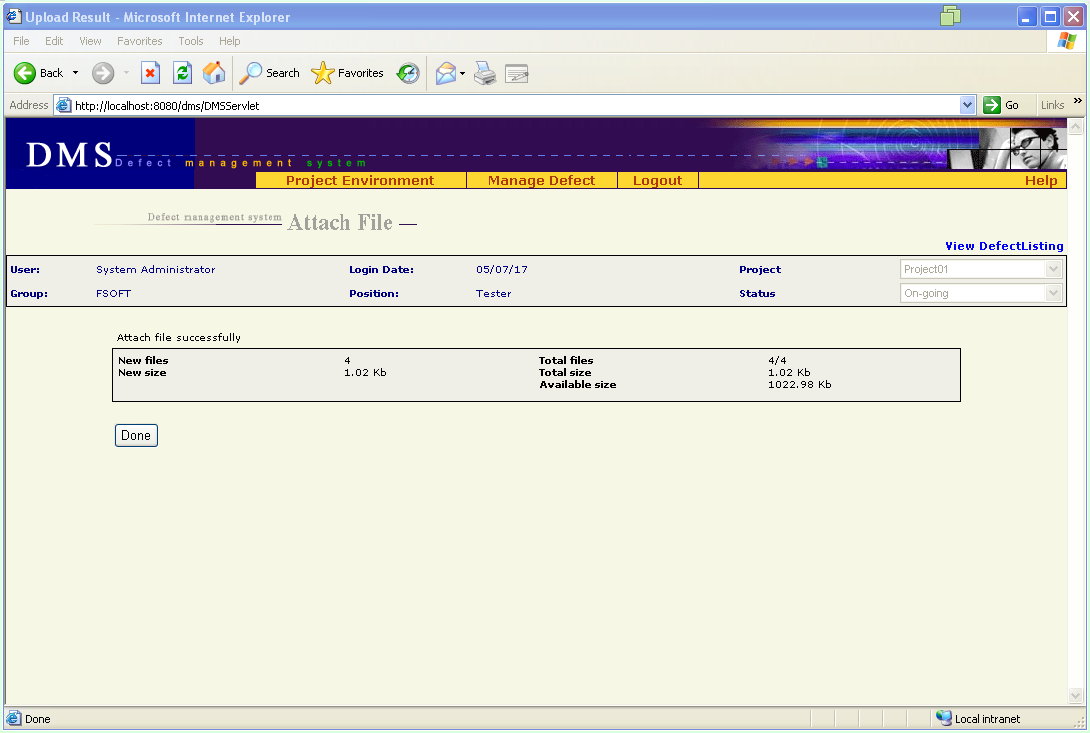 Upload Result - Microsoft Internet Explorer
File Edit View Favorites Tools Help
Back Search Favorites
Address http://localhost:8080/dms/DMSServlet Go Links »
DMS Defect management system
Project Environment Manage Defect Logout Help
Defect management system Attach File
View DefectListing
User: System Administrator Login Date: 05/07/17 Project Project01
Group: FSOFT Position: Tester Status On-going
Attach file successfully
New files 4 Total files 4/4
New size 1.02 Kb Total size 1.02 Kb
Available size 1022.98 Kb
Done
Done Local intranet